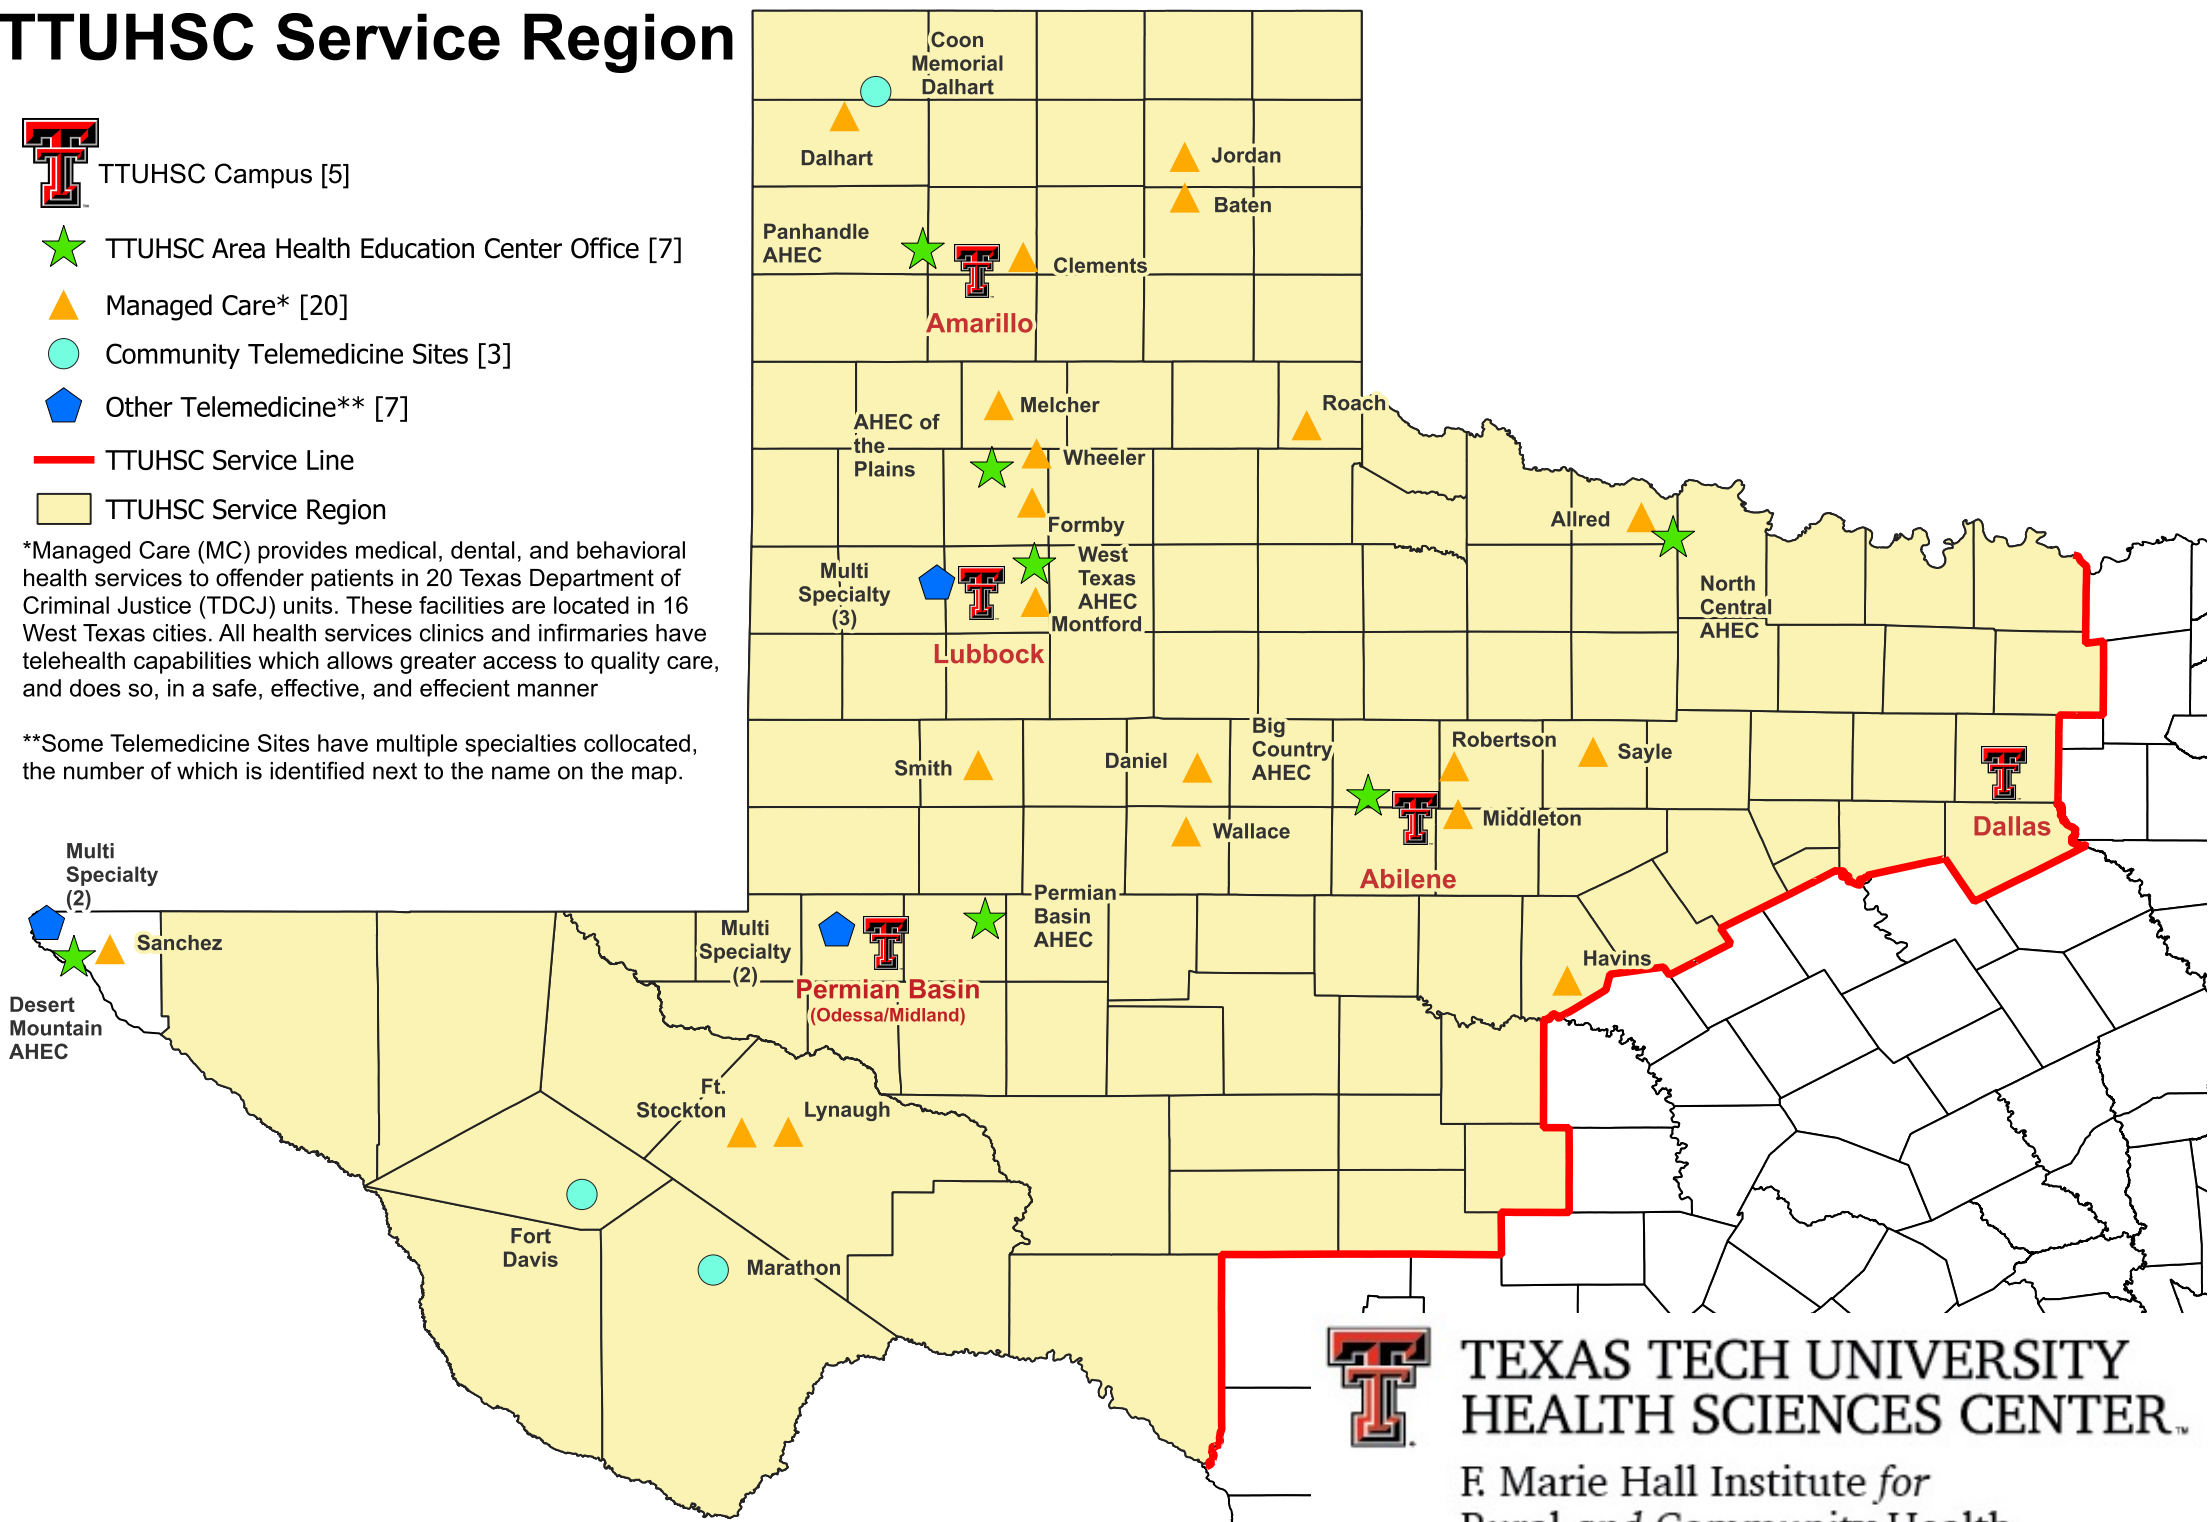 TTUHSC Service Region
TTUHSC Campus [5]
TTUHSC Area Health Education Center Office [7]
Managed Care* [20]
Community Telemedicine Sites [3]
Other Telemedicine** [7]
TTUHSC Service Line
TTUHSC Service Region
*Managed Care (MC) provides medical, dental, and behavioral
health services to offender patients in 20 Texas Department of
Criminal Justice (TDCJ) units. These facilities are located in 16
West Texas cities. All health services clinics and infirmaries have
telehealth capabilities which allows greater access to quality care,
and does so, in a safe, effective, and effecient manner
**Some Telemedicine Sites have multiple specialties collocated,
the number of which is identified next to the name on the map.
Coon
Memorial
Dalhart
Dalhart
Jordan
Baten
Panhandle
AHEC
Clements
Amarillo
Melcher
Roach
AHEC of
the
Plains
Wheeler
Formby
Allred
West
Texas
AHEC
Montford
Multi
Specialty
(3)
Lubbock
North
Central
AHEC
Smith
Daniel
Big
Country
AHEC
Robertson
Sayle
Wallace
Middleton
Abilene
Dallas
Multi
Specialty
(2)
Sanchez
Desert
Mountain
AHEC
Multi
Specialty
(2)
Permian
Basin
AHEC
Permian Basin
(Odessa/Midland)
Havins
Ft.
Stockton
Lynaugh
Fort
Davis
Marathon
TEXAS TECH UNIVERSITY
HEALTH SCIENCES CENTER™
F. Marie Hall Institute for
Rural and Community Health